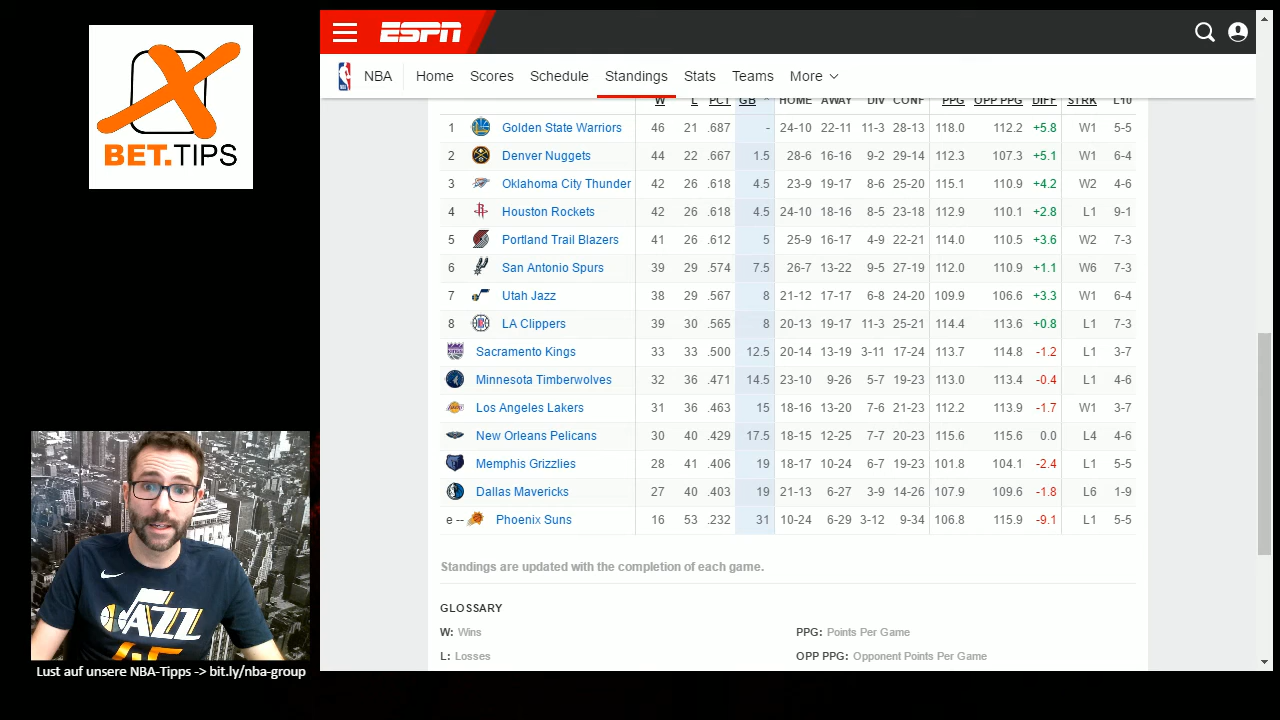 BET.TIPS
ESPN
NBA Home Scores Schedule Standings Stats Teams More
W L PCT GB HOME AWAY DIV CONF PPG OPP PPG DIFF STRK L10
1 Golden State Warriors 46 21 .687 - 24-10 22-11 11-3 28-13 118.0 112.2 +5.8 W1 5-5
2 Denver Nuggets 44 22 .667 1.5 28-6 16-16 9-2 29-14 112.3 107.3 +5.1 W1 6-4
3 Oklahoma City Thunder 42 26 .618 4.5 23-9 19-17 8-6 25-20 115.1 110.9 +4.2 W2 4-6
4 Houston Rockets 42 26 .618 4.5 24-10 18-16 8-5 23-18 112.9 110.1 +2.8 L1 9-1
5 Portland Trail Blazers 41 26 .612 5 25-9 16-17 4-9 22-21 114.0 110.5 +3.6 W2 7-3
6 San Antonio Spurs 39 29 .574 7.5 26-7 13-22 9-5 27-19 112.0 110.9 +1.1 W6 7-3
7 Utah Jazz 38 29 .567 8 21-12 17-17 6-8 24-20 109.9 106.6 +3.3 W1 6-4
8 LA Clippers 39 30 .565 8 20-13 19-17 11-3 25-21 114.4 113.6 +0.8 L1 7-3
Sacramento Kings 33 33 .500 12.5 20-14 13-19 3-11 17-24 113.7 114.8 -1.2 L1 3-7
Minnesota Timberwolves 32 36 .471 14.5 23-10 9-26 5-7 19-23 113.0 113.4 -0.4 L1 4-6
Los Angeles Lakers 31 36 .463 15 18-16 13-20 7-6 21-23 112.2 113.9 -1.7 W1 3-7
New Orleans Pelicans 30 40 .429 17.5 18-15 12-25 7-7 20-23 115.6 115.6 0.0 L4 4-6
Memphis Grizzlies 28 41 .406 19 18-17 10-24 6-7 19-23 101.8 104.1 -2.4 L1 5-5
Dallas Mavericks 27 40 .403 19 21-13 6-27 3-9 14-26 107.9 109.6 -1.8 L6 1-9
e -- Phoenix Suns 16 53 .232 31 10-24 6-29 3-12 9-34 106.8 115.9 -9.1 L1 5-5
Standings are updated with the completion of each game.
GLOSSARY
W: Wins PPG: Points Per Game
L: Losses OPP PPG: Opponent Points Per Game
JAZZ
Lust auf unsere NBA-Tipps -> bit.ly/nba-group